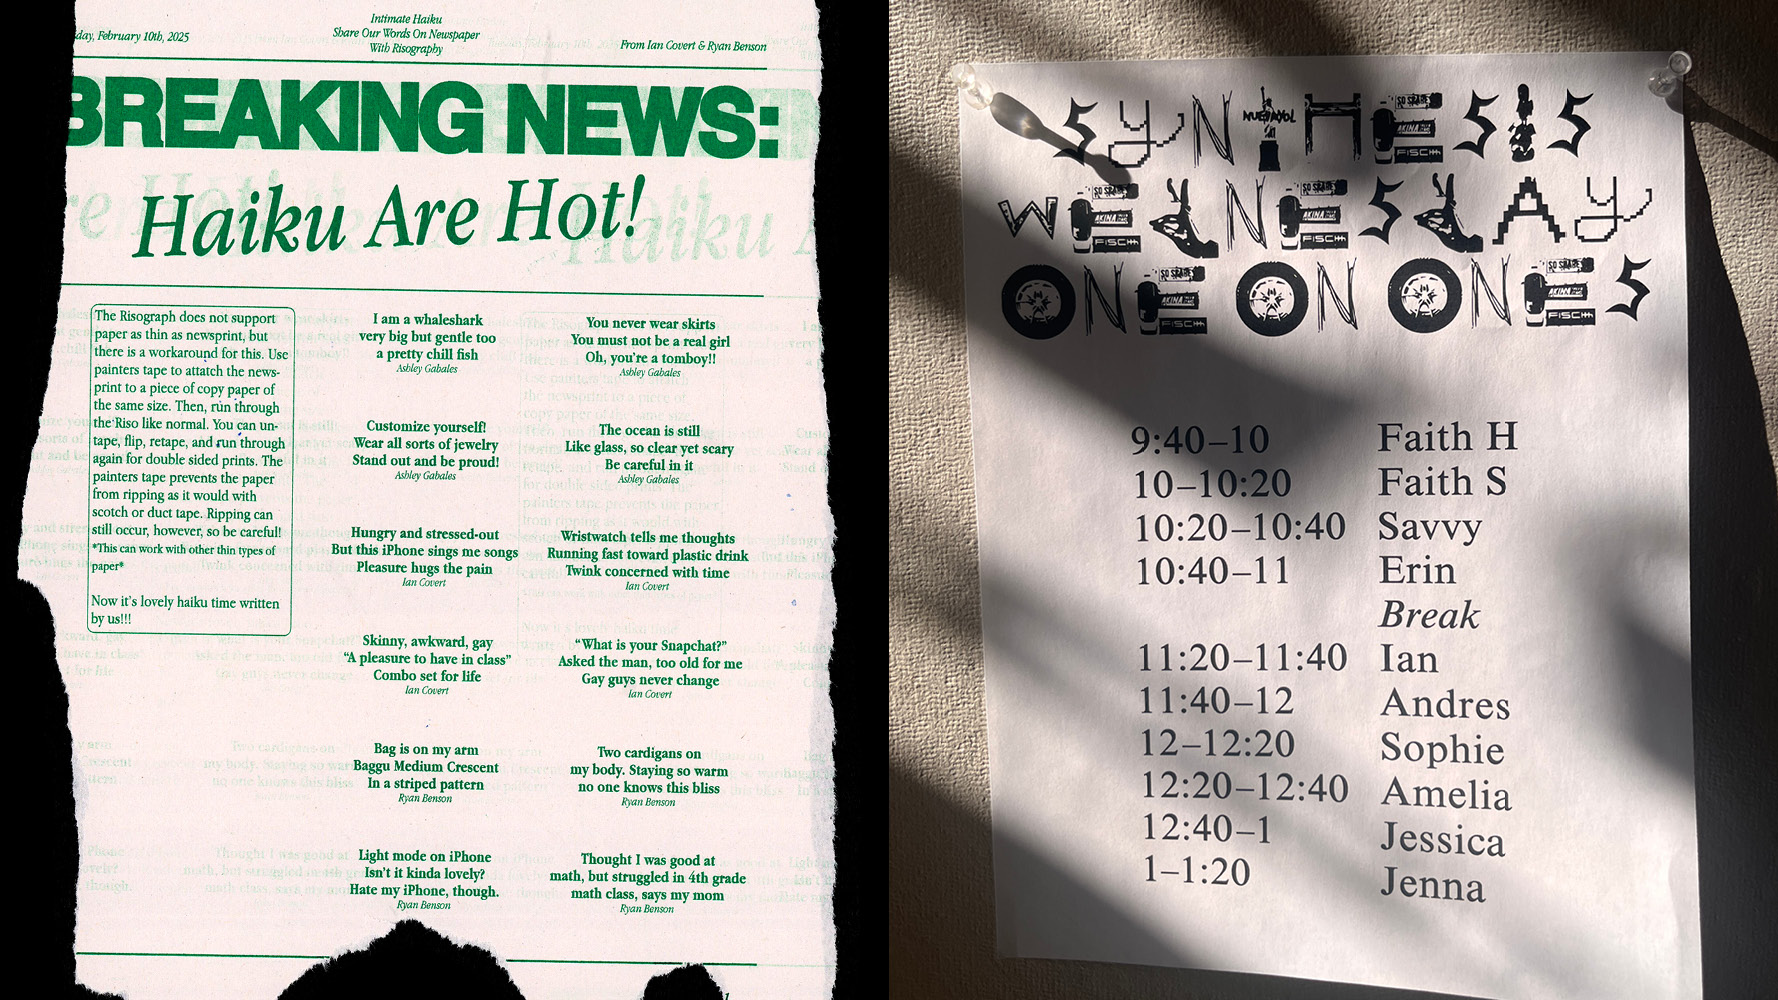 day, February 10th, 2025
Intimate Haiku
Share Our Words On Newspaper
With Risography
From Ian Covert & Ryan Benson
BREAKING NEWS:
Haiku Are Hot!
The Risograph does not support
paper as thin as newsprint, but
there is a workaround for this. Use
painters tape to attatch the news-
print to a piece of copy paper of
the same size. Then, run through
the Riso like normal. You can un-
tape, flip, retape, and run through
again for double sided prints. The
painters tape prevents the paper
from ripping as it would with
scotch or duct tape. Ripping can
still occur, however, so be careful!
*This can work with other thin types of
paper*
Now it's lovely haiku time written
by us!!!
I am a whaleshark
very big but gentle too
a pretty chill fish
Ashley Gabales
Customize yourself!
Wear all sorts of jewelry
Stand out and be proud!
Ashley Gabales
Hungry and stressed-out
But this iPhone sings me songs
Pleasure hugs the pain
Ian Covert
Skinny, awkward, gay
"A pleasure to have in class"
Combo set for life
Ian Covert
Bag is on my arm
Baggu Medium Crescent
In a striped pattern
Ryan Benson
Light mode on iPhone
Isn't it kinda lovely?
Hate my iPhone, though.
Ryan Benson
You never wear skirts
You must not be a real girl
Oh, you're a tomboy!!
Ashley Gabales
The ocean is still
Like glass, so clear yet scary
Be careful in it
Ashley Gabales
Wristwatch tells me thoughts
Running fast toward plastic drink
Twink concerned with time
Ian Covert
"What is your Snapchat?"
Asked the man, too old for me
Gay guys never change
Ian Covert
Two cardigans on
my body. Staying so warm
no one knows this bliss
Ryan Benson
Thought I was good at
math, but struggled in 4th grade
math class, says my mom
Ryan Benson
SYNTHESIS
WEDNESDAY
ONE ON ONES
9:40–10 Faith H
10–10:20 Faith S
10:20–10:40 Savvy
10:40–11 Erin
Break
11:20–11:40 Ian
11:40–12 Andres
12–12:20 Sophie
12:20–12:40 Amelia
12:40–1 Jessica
1–1:20 Jenna